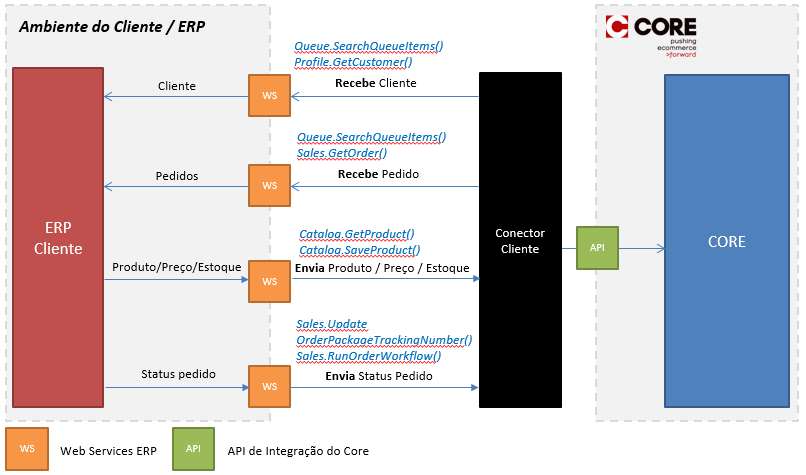 Ambiente do Cliente / ERP
CORE
pushing
ecommerce
>forward
Queue.SearchQueueItems()
Profile.GetCustomer()
Cliente
WS
Recebe Cliente
Queue.SearchQueueItems()
Sales.GetOrder()
Pedidos
WS
Recebe Pedido
ERP
Cliente
Catalog.GetProduct()
Catalog.SaveProduct()
Produto/Preço/Estoque
WS
Envia Produto / Preço / Estoque
Conector
Cliente
API
CORE
Sales.Update
OrderPackageTrackingNumber()
Sales.RunOrderWorkflow()
Status pedido
WS
Envia Status Pedido
WS
Web Services ERP
API
API de Integração do Core